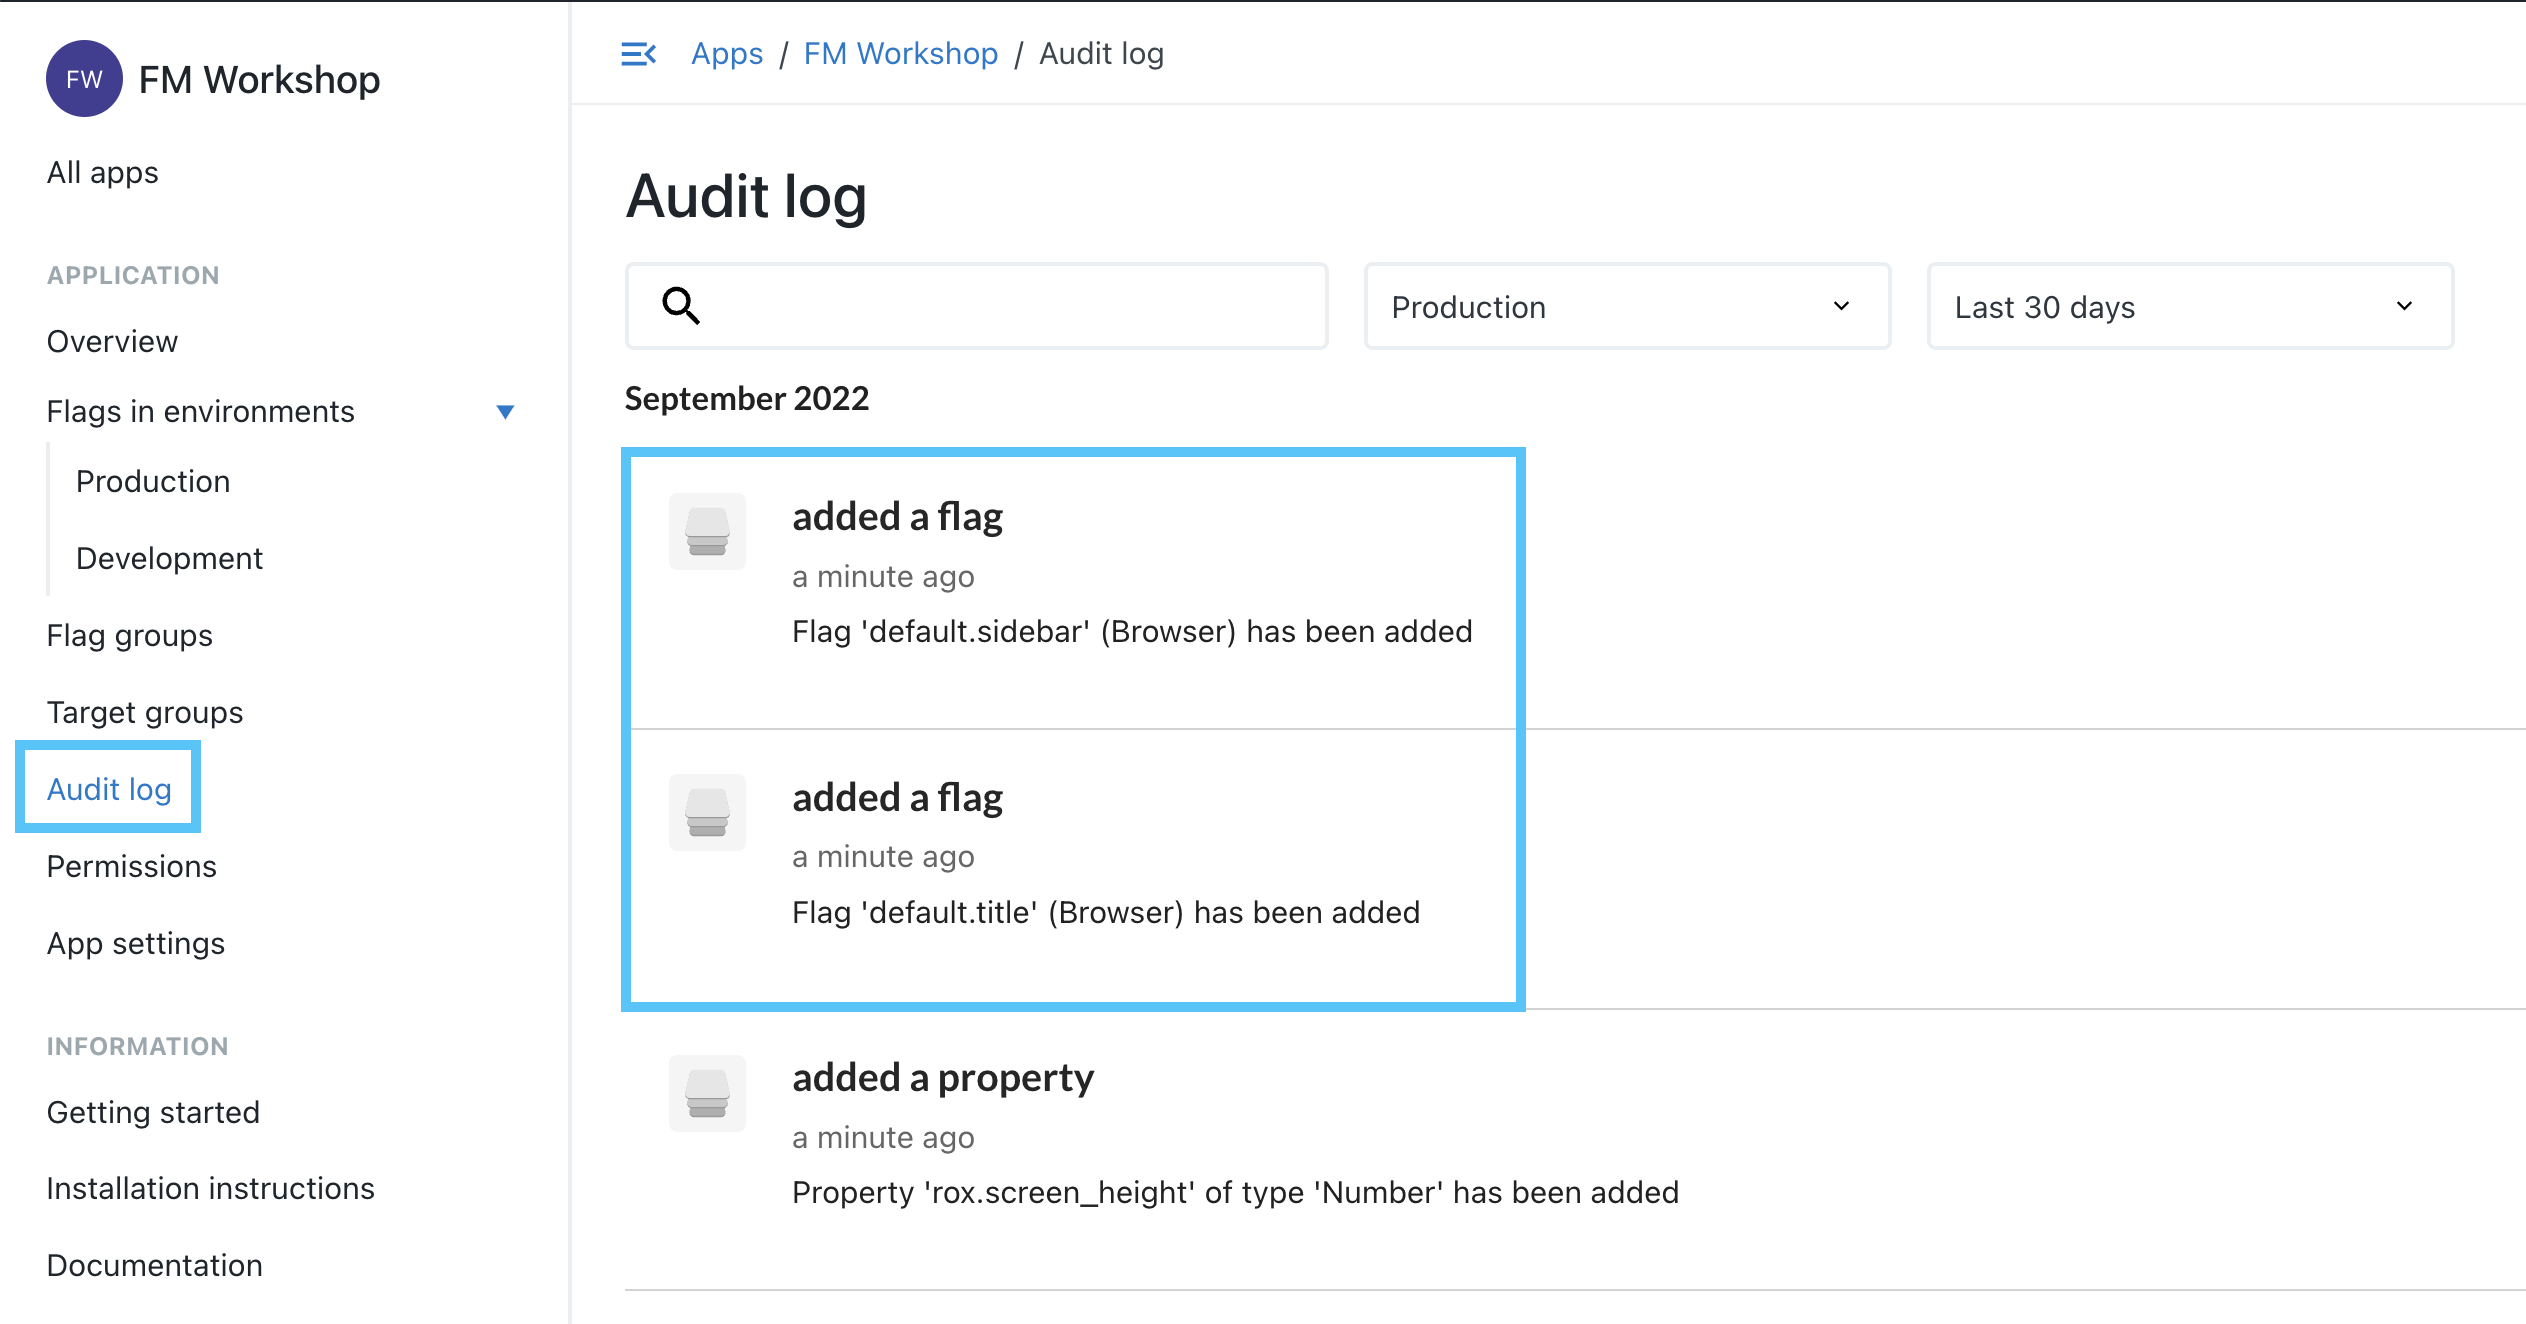 FW FM Workshop
All apps
APPLICATION
Overview
Flags in environments
Production
Development
Flag groups
Target groups
Audit log
Permissions
App settings
INFORMATION
Getting started
Installation instructions
Documentation
Apps / FM Workshop / Audit log
Audit log
Production
Last 30 days
September 2022
added a flag
a minute ago
Flag 'default.sidebar' (Browser) has been added
added a flag
a minute ago
Flag 'default.title' (Browser) has been added
added a property
a minute ago
Property 'rox.screen_height' of type 'Number' has been added